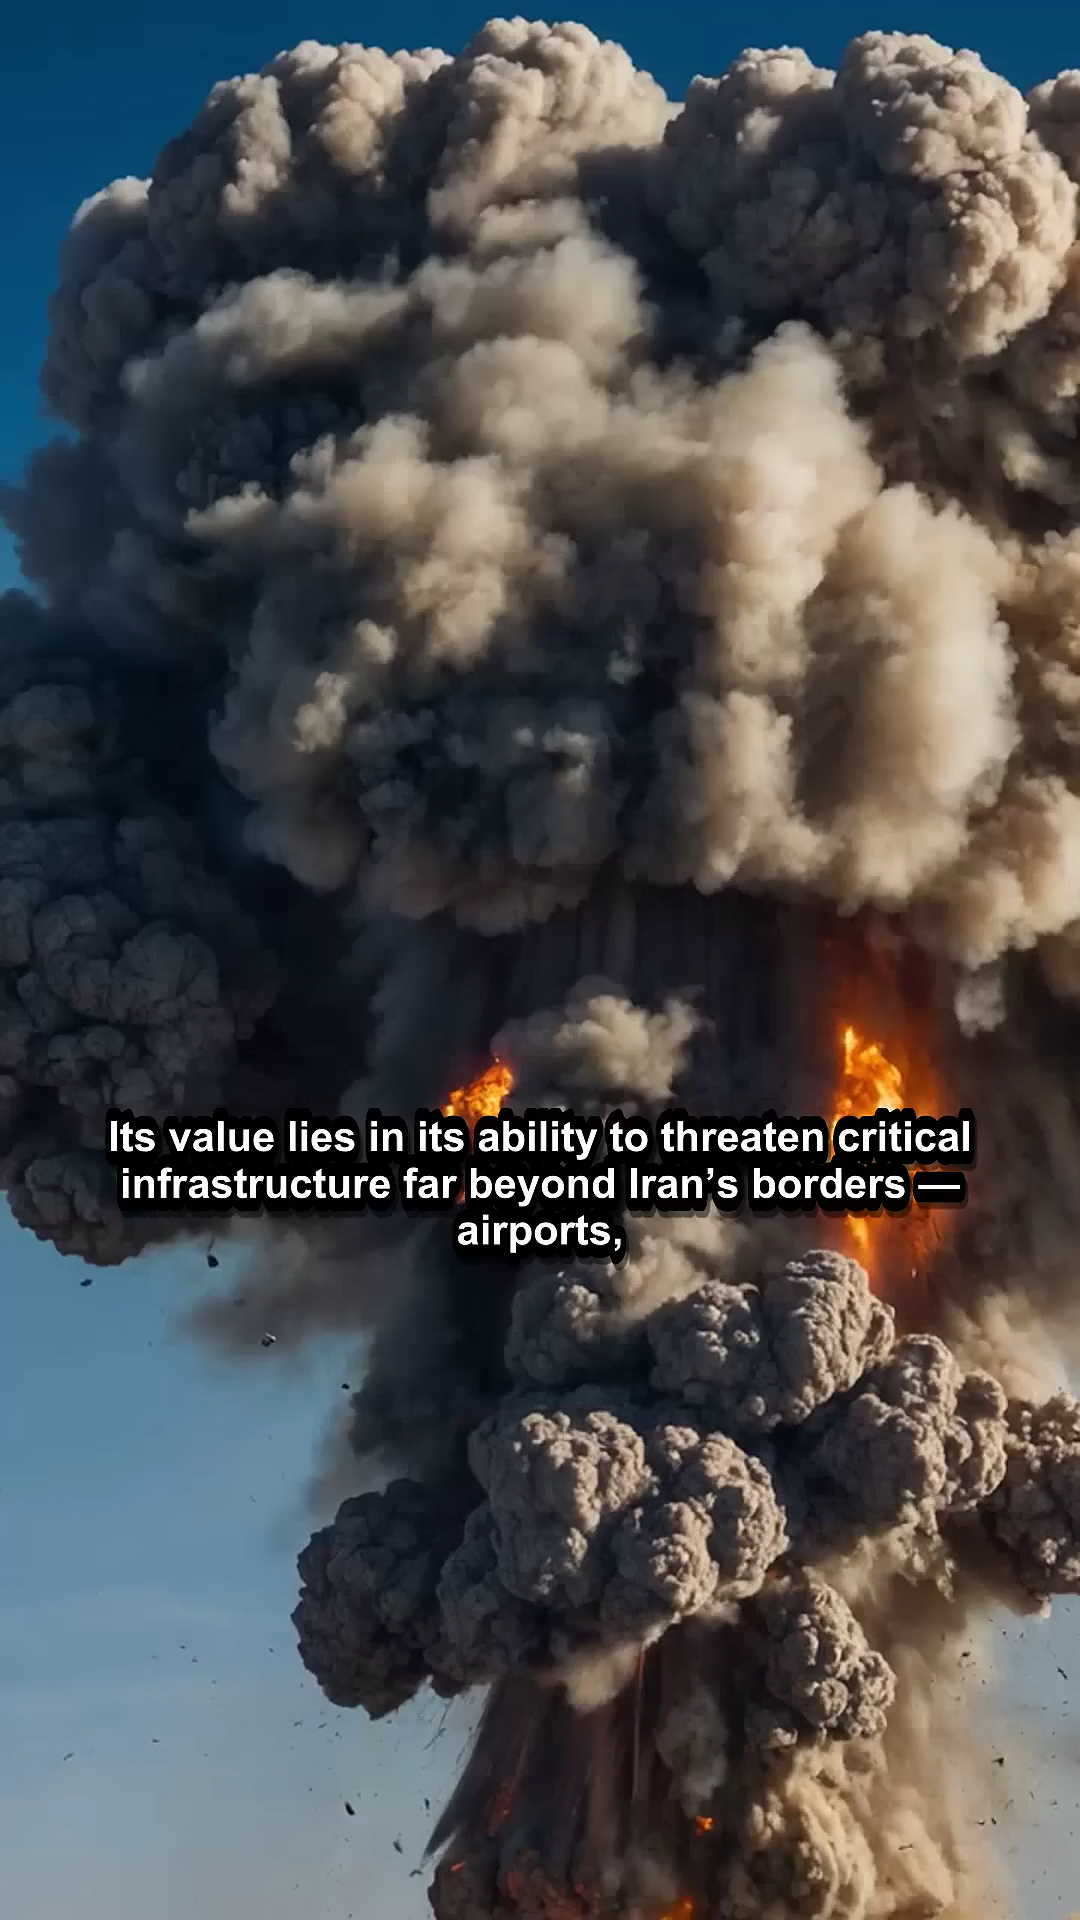 Its value lies in its ability to threaten critical
infrastructure far beyond Iran’s borders —
airports,